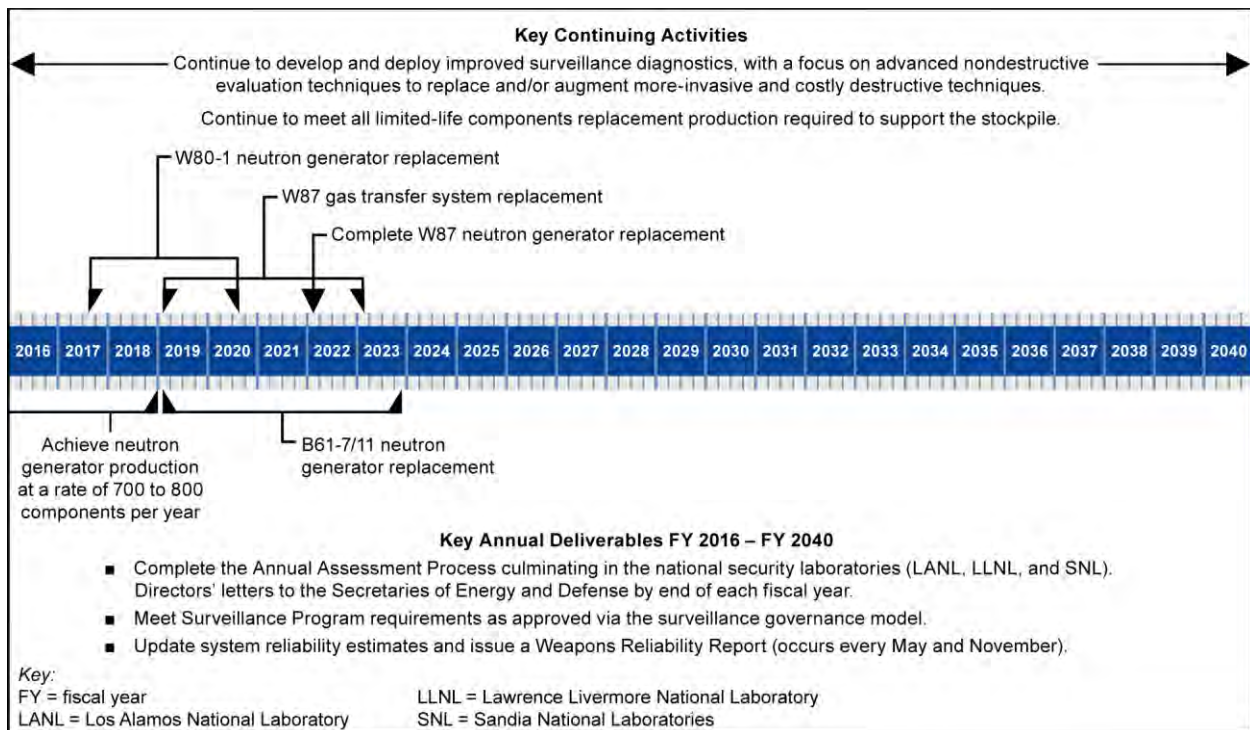 Key Continuing Activities
Continue to develop and deploy improved surveillance diagnostics, with a focus on advanced nondestructive
evaluation techniques to replace and/or augment more-invasive and costly destructive techniques.
Continue to meet all limited-life components replacement production required to support the stockpile.
W80-1 neutron generator replacement
W87 gas transfer system replacement
Complete W87 neutron generator replacement
2016 2017 2018 2019 2020 2021 2022 2023 2024 2025 2026 2027 2028 2029 2030 2031 2032 2033 2034 2035 2036 2037 2038 2039 2040
Achieve neutron
generator production
at a rate of 700 to 800
components per year
B61-7/11 neutron
generator replacement
Key Annual Deliverables FY 2016 – FY 2040
■ Complete the Annual Assessment Process culminating in the national security laboratories (LANL, LLNL, and SNL).
Directors' letters to the Secretaries of Energy and Defense by end of each fiscal year.
■ Meet Surveillance Program requirements as approved via the surveillance governance model.
■ Update system reliability estimates and issue a Weapons Reliability Report (occurs every May and November).
Key:
FY = fiscal year
LANL = Los Alamos National Laboratory
LLNL = Lawrence Livermore National Laboratory
SNL = Sandia National Laboratories